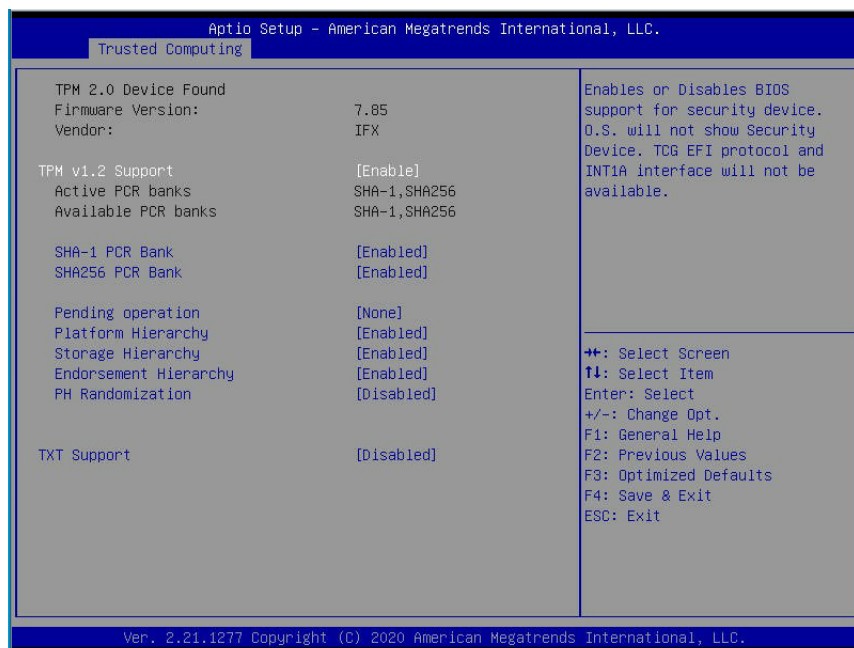 Aptio Setup – American Megatrends International, LLC.
Trusted Computing
TPM 2.0 Device Found
Firmware Version: 7.85
Vendor: IFX
TPM v1.2 Support [Enable]
Active PCR banks SHA-1,SHA256
Available PCR banks SHA-1,SHA256
SHA-1 PCR Bank [Enabled]
SHA256 PCR Bank [Enabled]
Pending operation [None]
Platform Hierarchy [Enabled]
Storage Hierarchy [Enabled]
Endorsement Hierarchy [Enabled]
PH Randomization [Disabled]
TXT Support [Disabled]
Enables or Disables BIOS
support for security device.
O.S. will not show Security
Device. TCG EFI protocol and
INT1A interface will not be
available.
→←: Select Screen
↑↓: Select Item
Enter: Select
+/-: Change Opt.
F1: General Help
F2: Previous Values
F3: Optimized Defaults
F4: Save & Exit
ESC: Exit
Ver. 2.21.1277 Copyright (C) 2020 American Megatrends International, LLC.